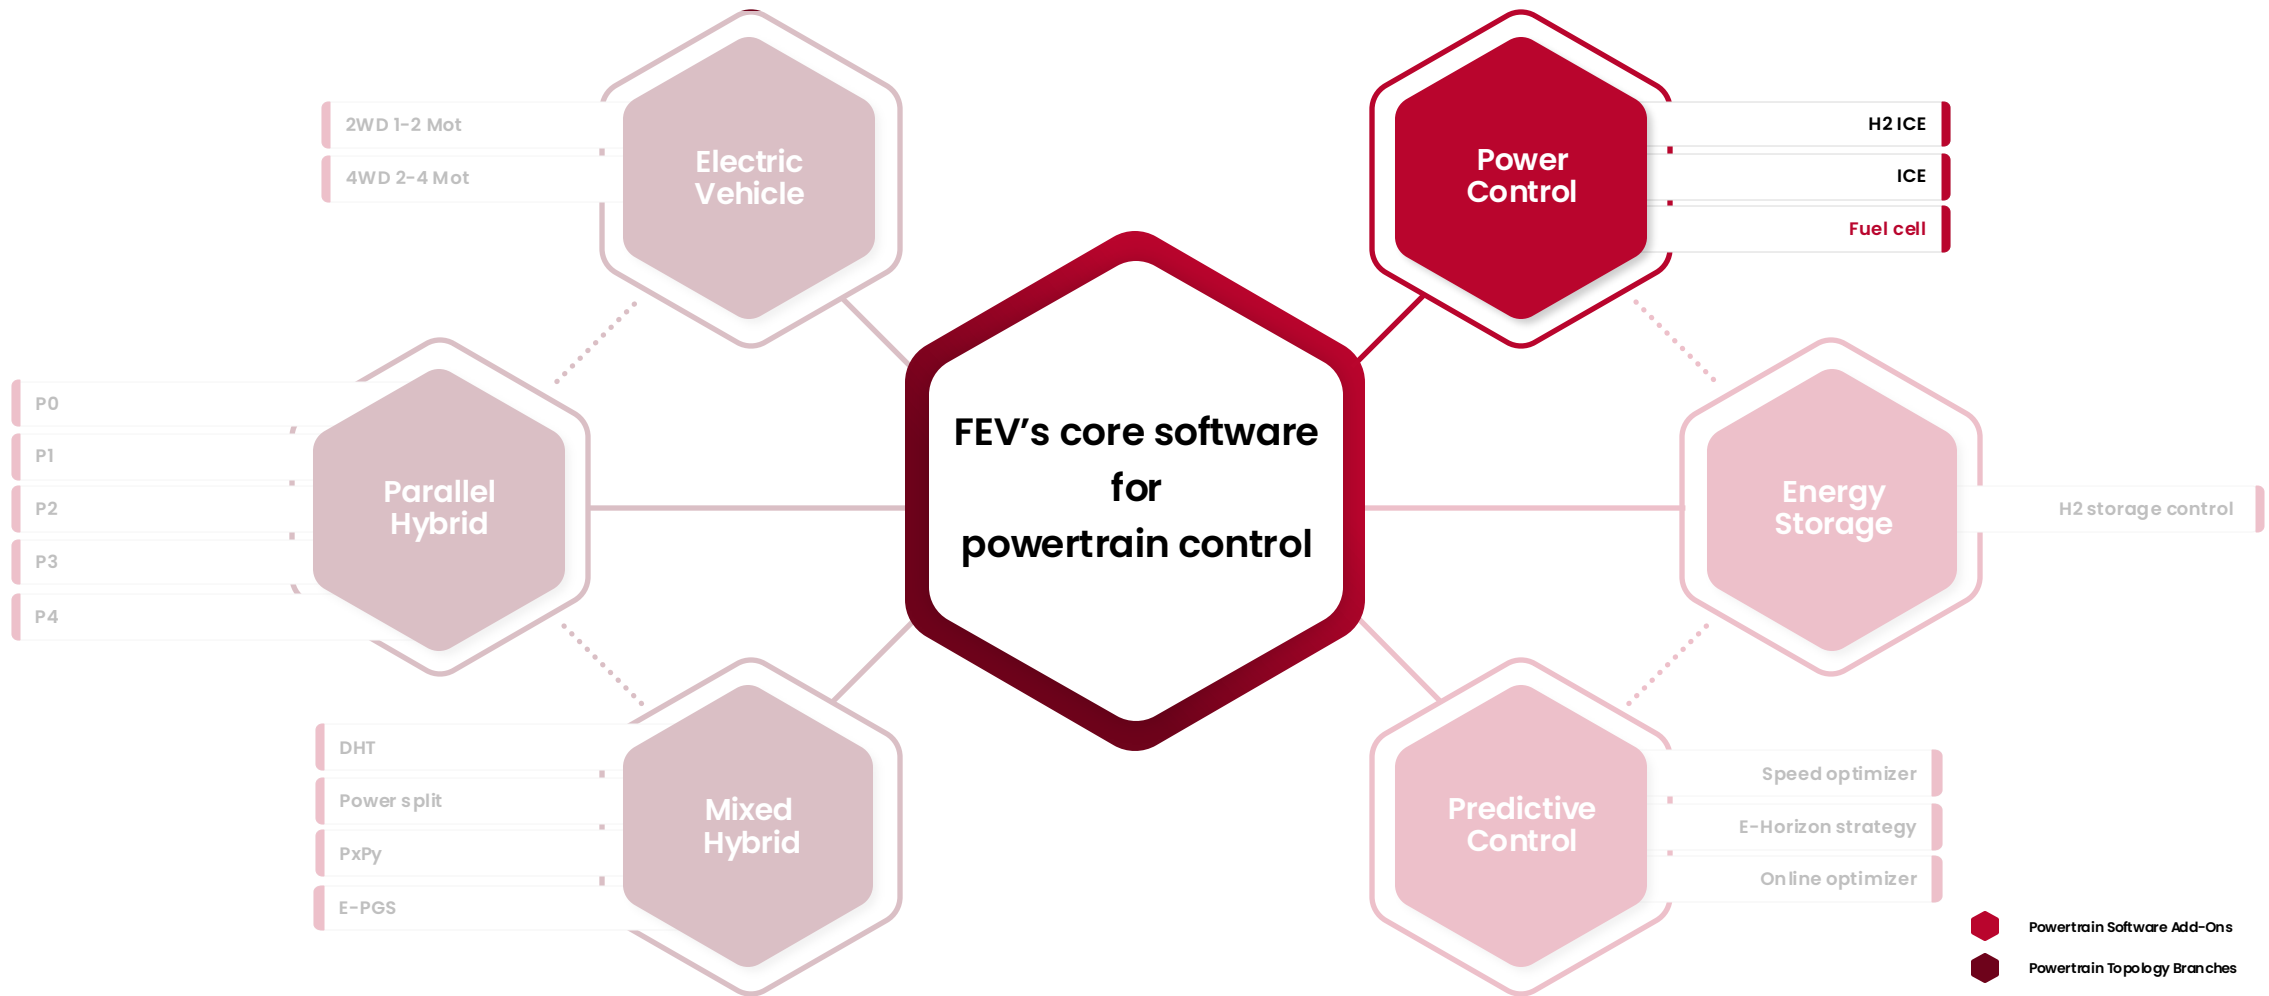 2WD 1-2 Mot
4WD 2-4 Mot
Electric
Vehicle
Power
Control
H2 ICE
ICE
Fuel cell
P0
P1
P2
P3
P4
Parallel
Hybrid
FEV’s core software
for
powertrain control
Energy
Storage
H2 storage control
DHT
Power split
PxPy
E-PGS
Mixed
Hybrid
Predictive
Control
Speed optimizer
E-Horizon strategy
Online optimizer
Powertrain Software Add-Ons
Powertrain Topology Branches